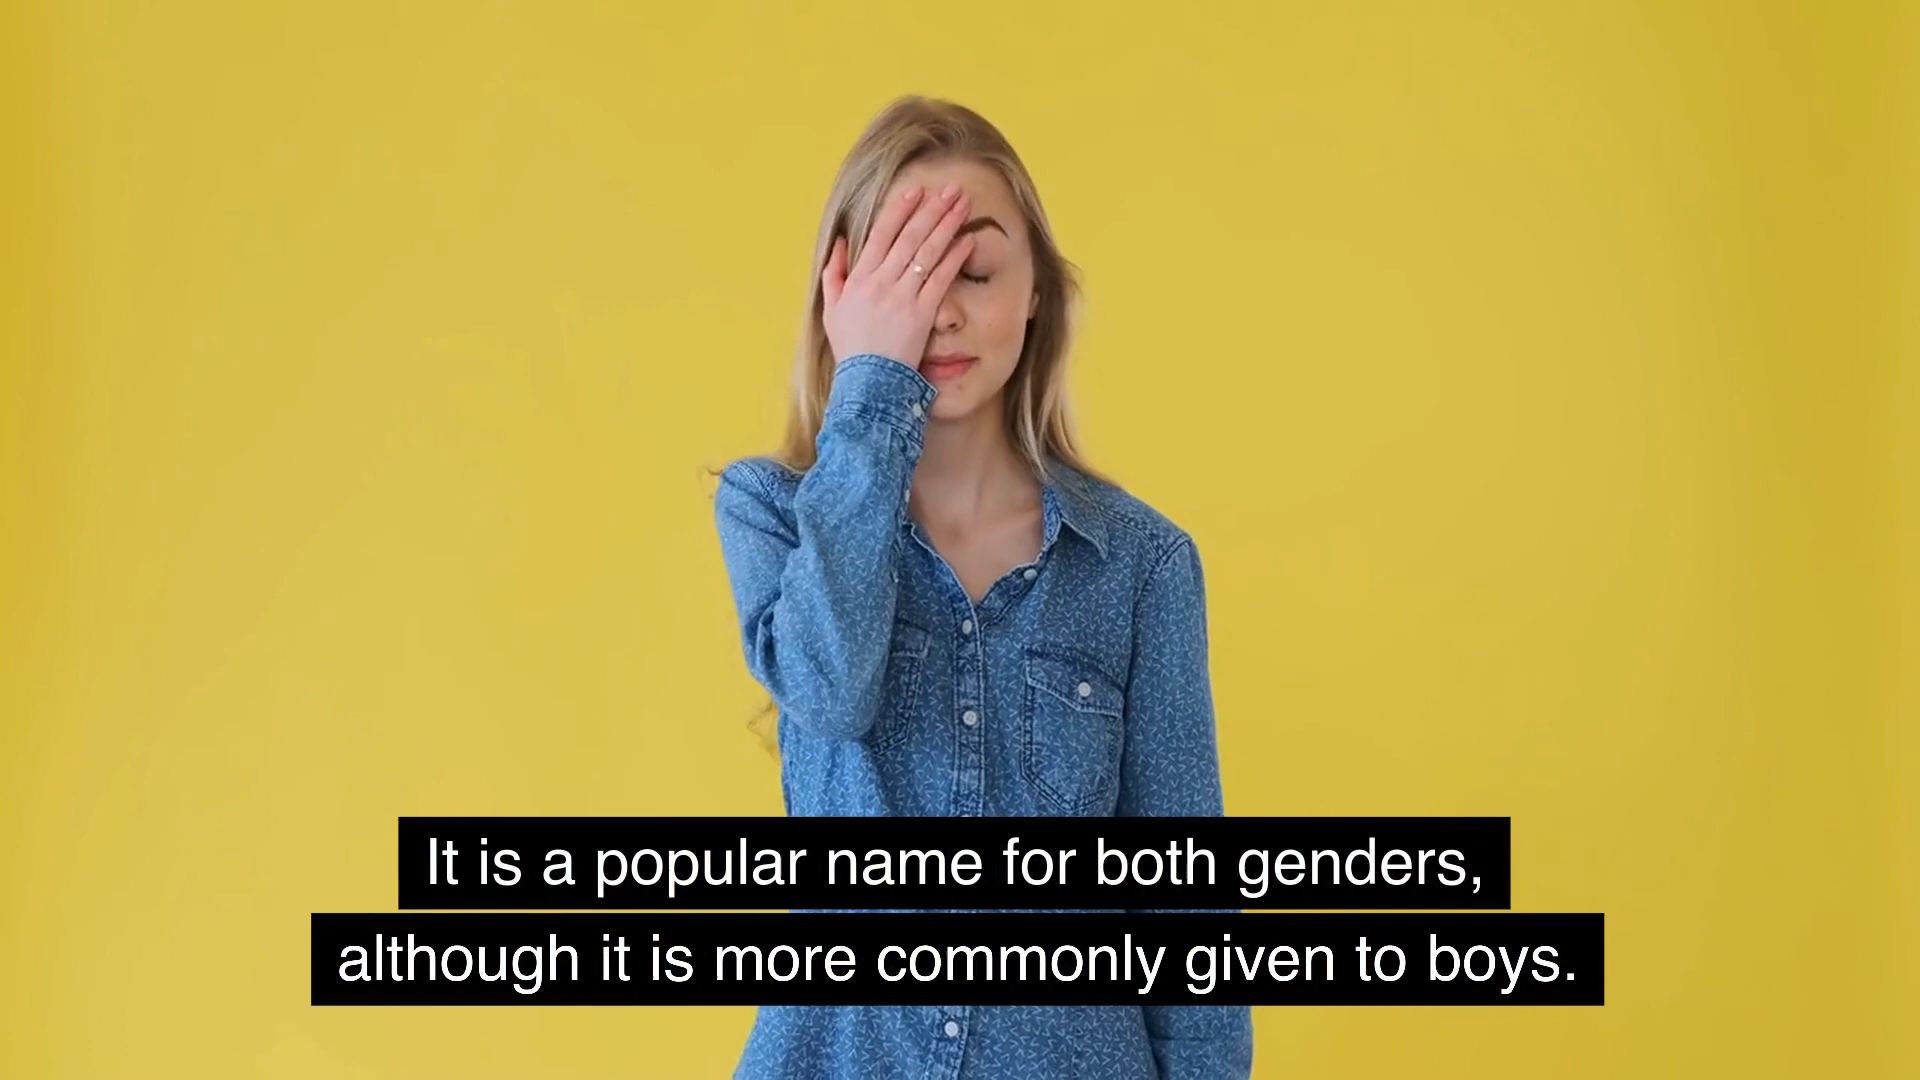 It is a popular name for both genders,
although it is more commonly given to boys.